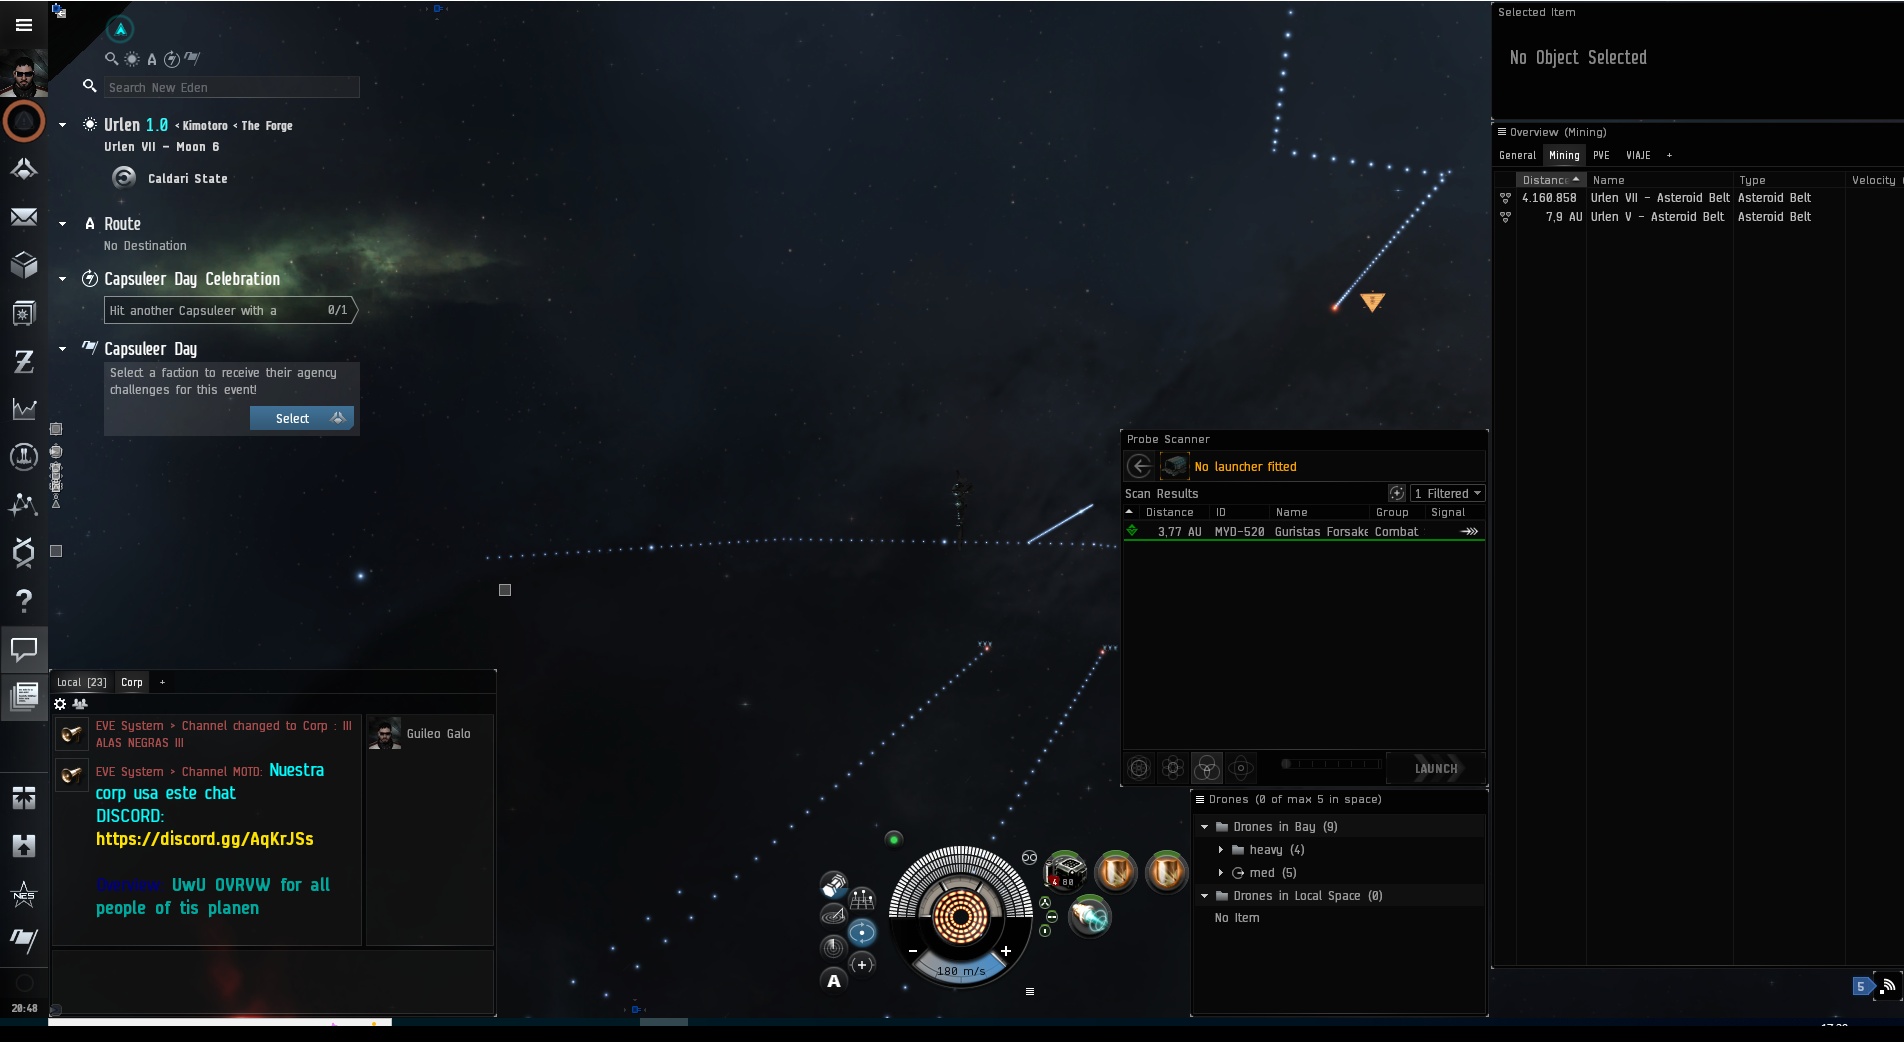 Search New Eden
Urlen 1.0 < Kimotoro < The Forge
Urlen VII - Moon 6
Caldari State
Route
No Destination
Capsuleer Day Celebration
Hit another Capsuleer with a 0/1
Capsuleer Day
Select a faction to receive their agency
challenges for this event!
Select
Local [23] Corp +
EVE System > Channel changed to Corp : III
ALAS NEGRAS III
EVE System > Channel MOTD: Nuestra
corp usa este chat
DISCORD:
https://discord.gg/AqKrJSs
UwU OVRVW for all
people of tis planen
Guileo Galo
20:48
NES
Selected Item
No Object Selected
Overview (Mining)
General Mining PVE VIAJE +
Distanc Name Type Velocity
4.160.858 Urlen VII - Asteroid Belt Asteroid Belt
7,9 AU Urlen V - Asteroid Belt Asteroid Belt
Probe Scanner
No launcher fitted
Scan Results 1 Filtered
Distance ID Name Group Signal
3,77 AU MYD-520 Guristas Forsake Combat
LAUNCH
Drones (0 of max 5 in space)
Drones in Bay (9)
heavy (4)
med (5)
Drones in Local Space (0)
No Item
4 80
A
180 m/s
5